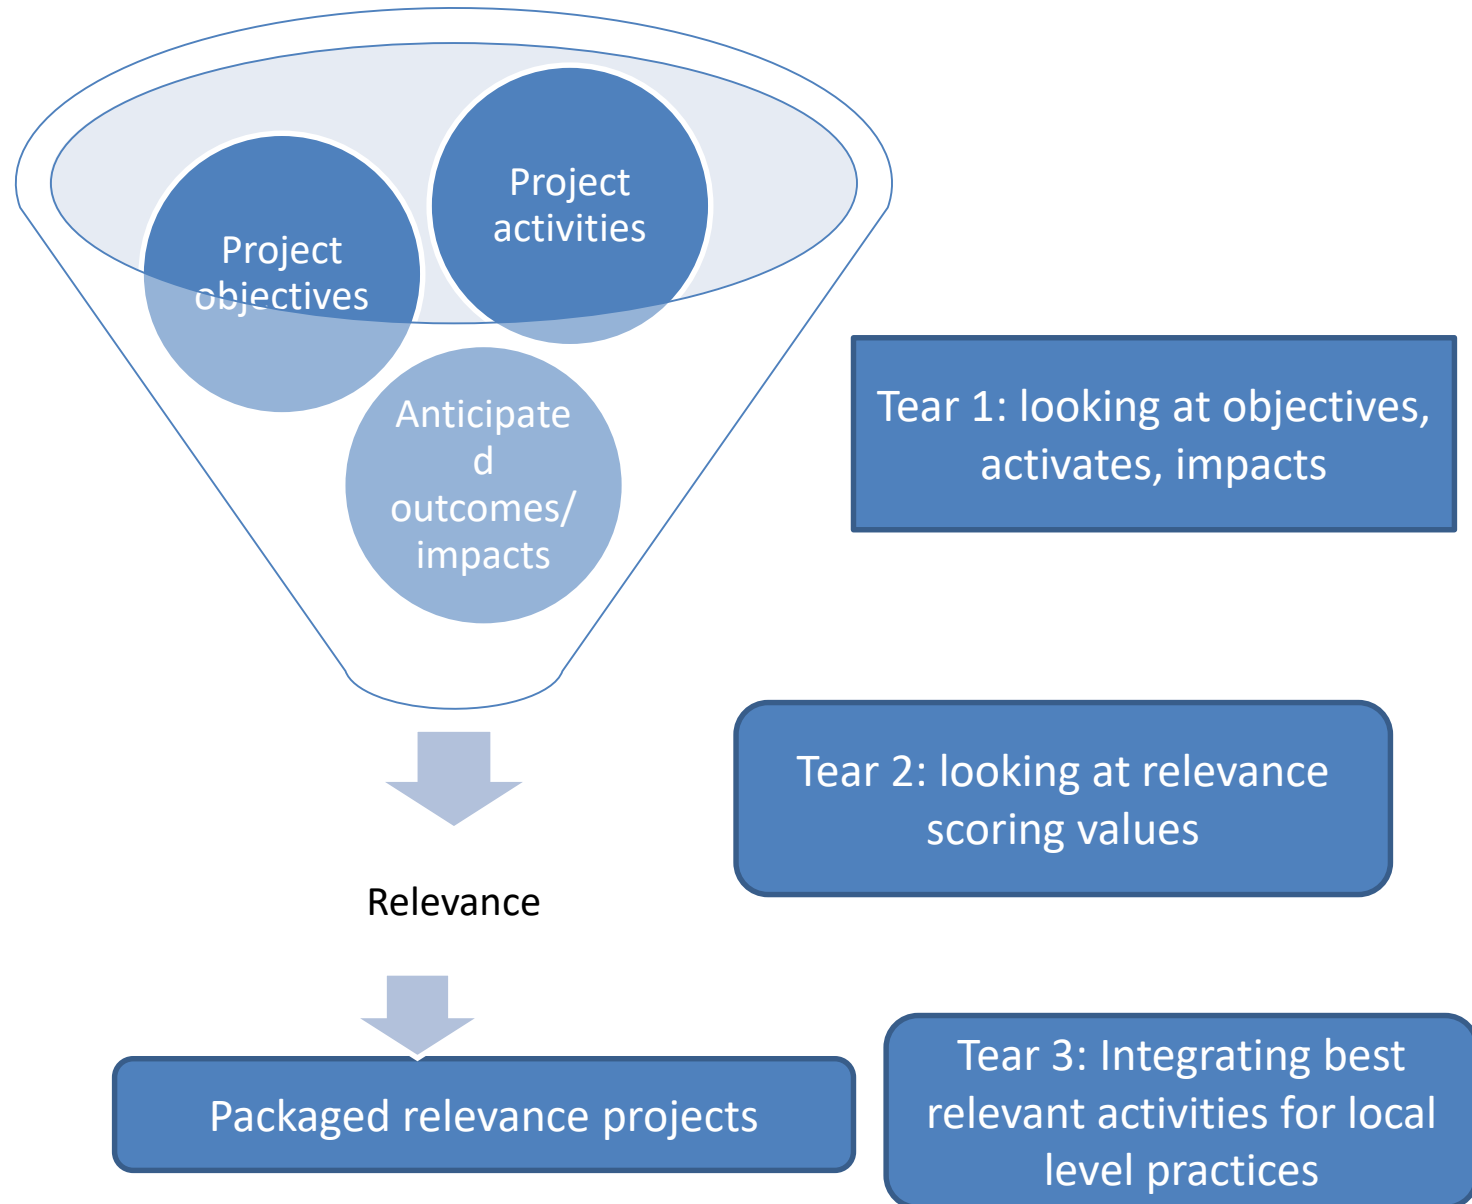 Project
activities
Project
objectives
Anticipate
d
outcomes/
impacts
Tear 1: looking at objectives,
activates, impacts
Tear 2: looking at relevance
scoring values
Relevance
Packaged relevance projects
Tear 3: Integrating best
relevant activities for local
level practices